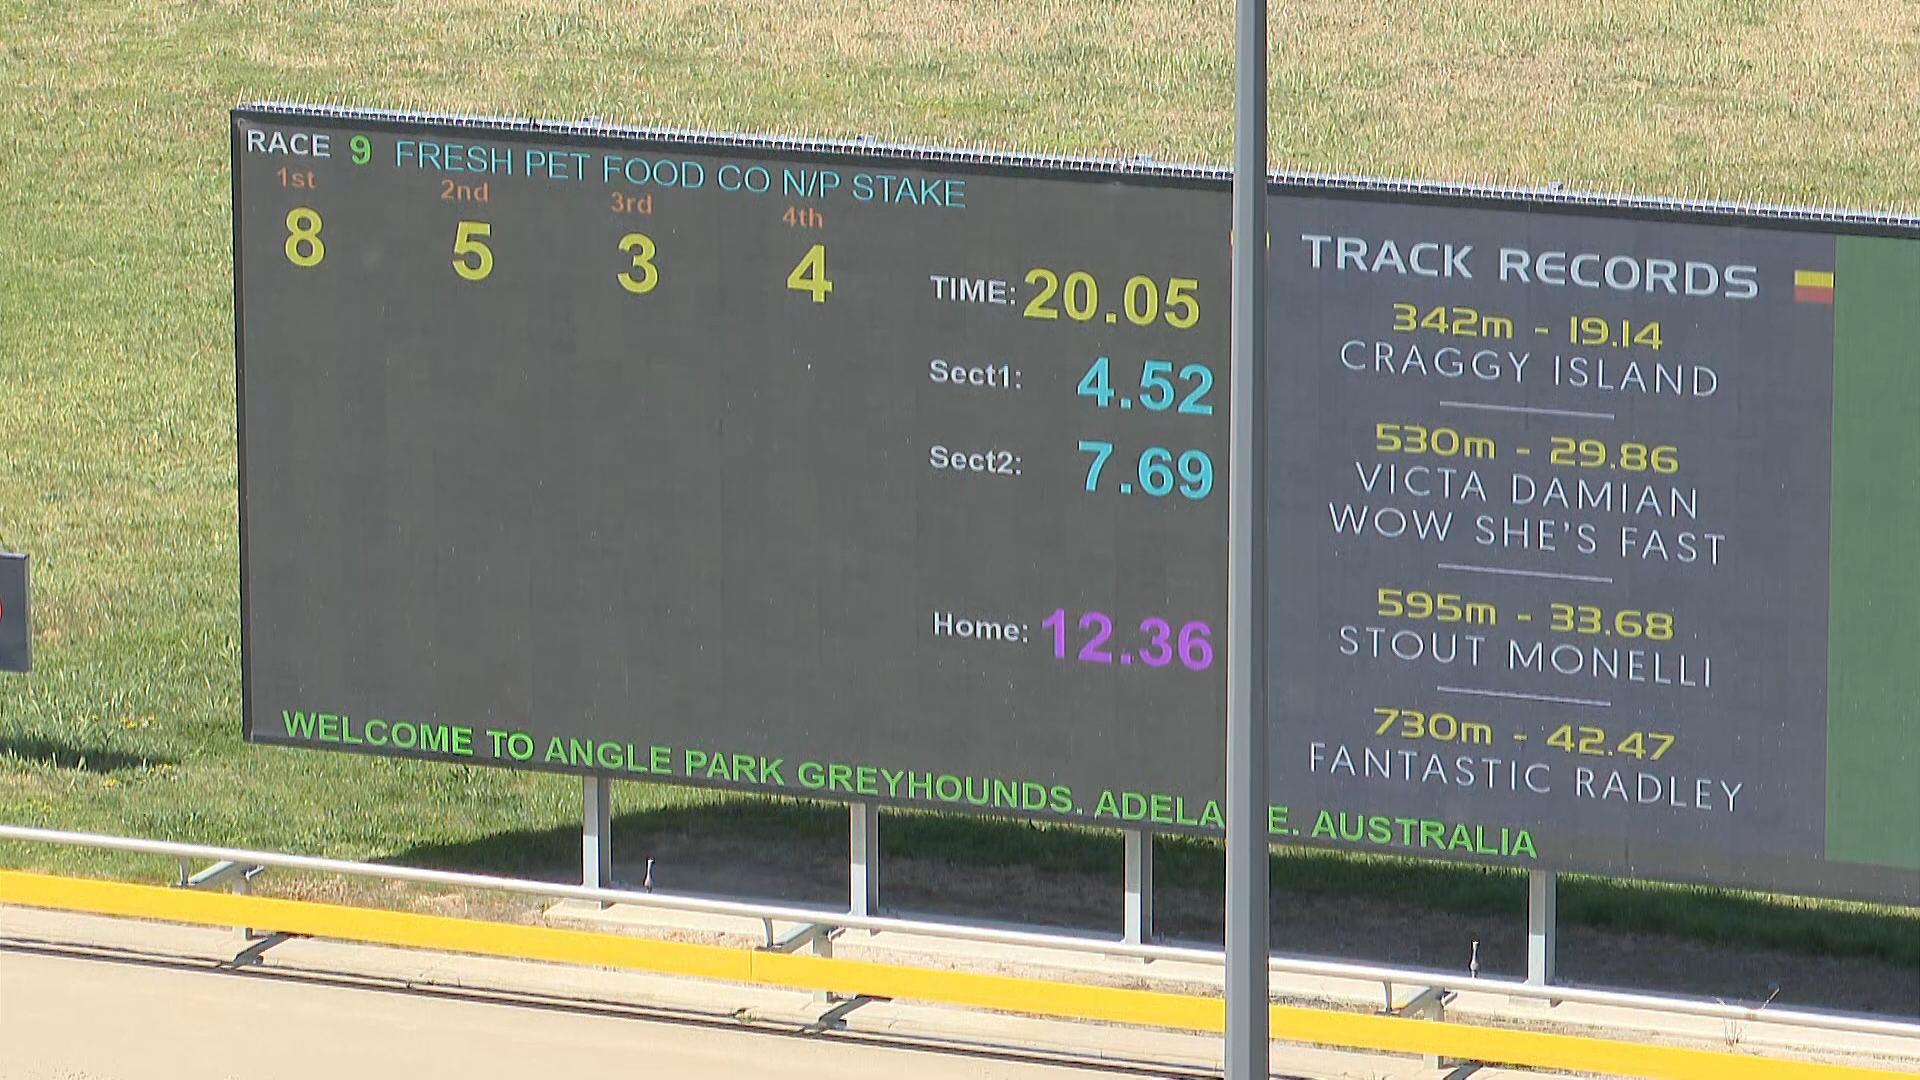 RACE 9 FRESH PET FOOD CO N/P STAKE
1st 2nd 3rd 4th
8 5 3 4
TIME: 20.05
Sect1: 4.52
Sect2: 7.69
Home: 12.36
WELCOME TO ANGLE PARK GREYHOUNDS. AUSTRALIA
TRACK RECORDS
342m - 19.14
CRAGGY ISLAND
530m - 29.86
VICTA DAMIAN
WOW SHE'S FAST
595m - 33.68
STOUT MONELLI
730m - 42.47
FANTASTIC RADLEY